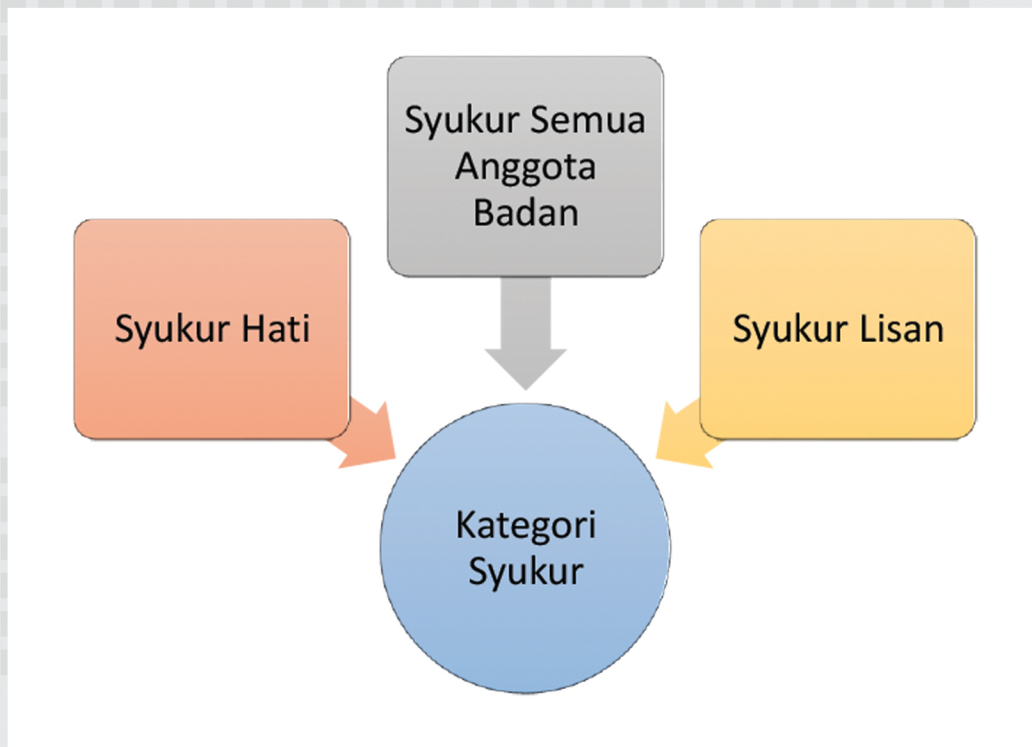 Syukur Semua
Anggota
Badan
Syukur Hati
Syukur Lisan
Kategori
Syukur